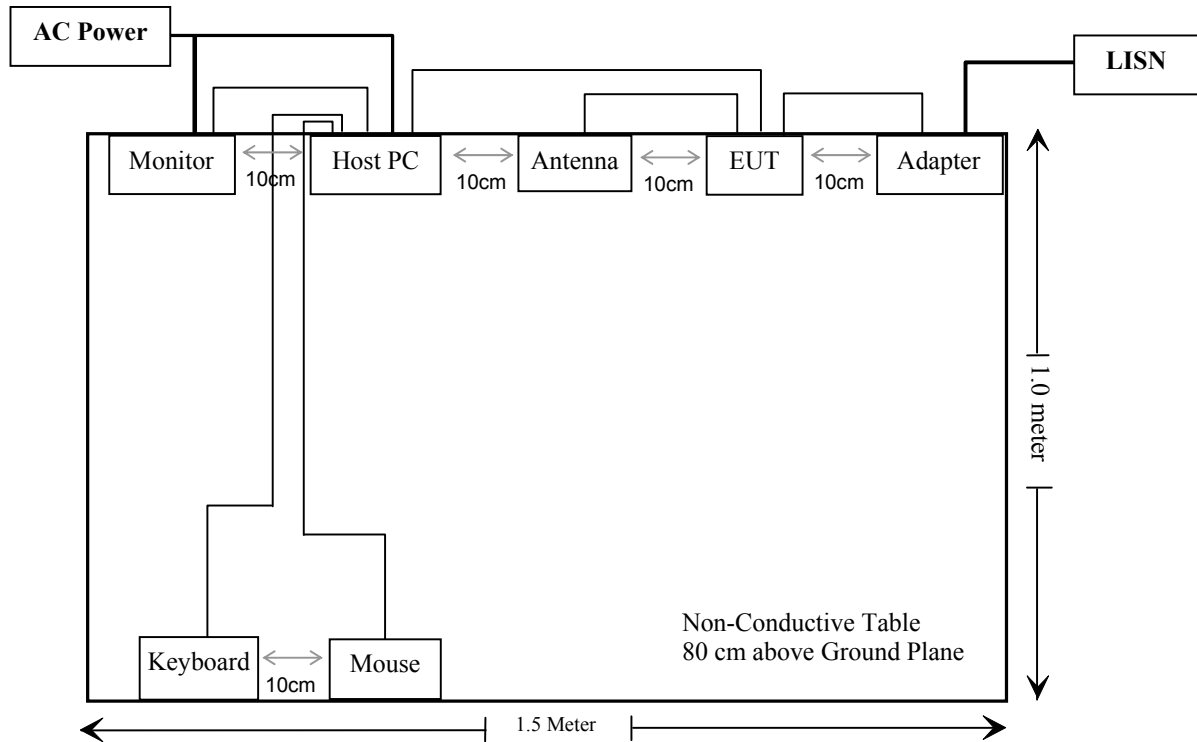 AC Power
LISN
Monitor
Host PC
Antenna
EUT
Adapter
10cm
10cm
10cm
10cm
1.0 meter
Non-Conductive Table
80 cm above Ground Plane
Keyboard
Mouse
10cm
1.5 Meter